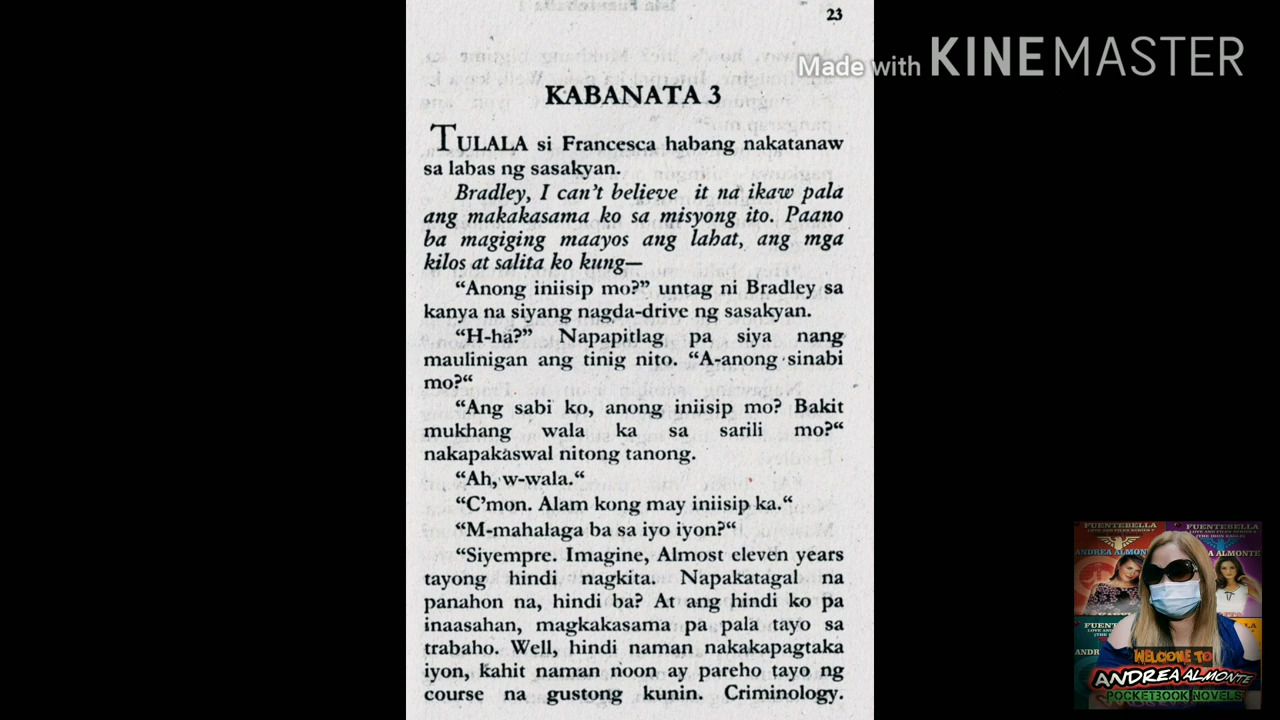 23
Made with KINEMASTER
KABANATA 3
TULALA si Francesca habang nakatanaw
sa labas ng sasakyan.
Bradley, I can't believe it na ikaw pala
ang makakasama ko sa misyong ito. Paano
ba magiging maayos ang lahat, ang mga
kilos at salita ko kung—
“Anong iniisip mo?” untag ni Bradley sa
kanya na siyang nagda-drive ng sasakyan.
“H-ha?” Napapitlag pa siya nang
maulinigan ang tinig nito. “A-anong sinabi
mo?“
“Ang sabi ko, anong iniisip mo? Bakit
mukhang wala ka sa sarili mo?“
nakapakaswal nitong tanong.
“Ah, w-wala.“
“C'mon. Alam kong may iniisip ka.“
“M-mahalaga ba sa iyo iyon?“
“Siyempre. Imagine, Almost eleven years
tayong hindi nagkita. Napakatagal na
panahon na, hindi ba? At ang hindi ko pa
inaasahan, magkakasama pa pala tayo sa
trabaho. Well, hindi naman nakakapagtaka
iyon, kahit naman noon ay pareho tayo ng
course na gustong kunin. Criminology.
FUENTEBELLA
FUENTEBELLA
ANDREA ALMON
ALMONTE
WELCOME TO
ANDREA ALMONTE
POCKETBOOK NOVELS